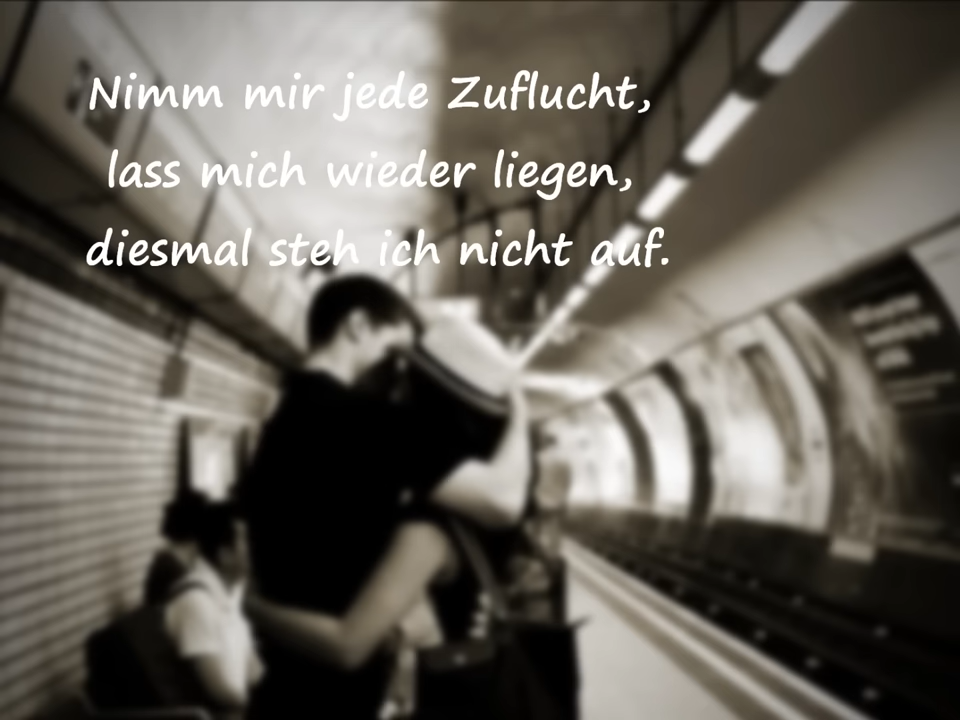 Nimm mir jede Zuflucht,
lass mich wieder liegen,
diesmal steh ich nicht auf.